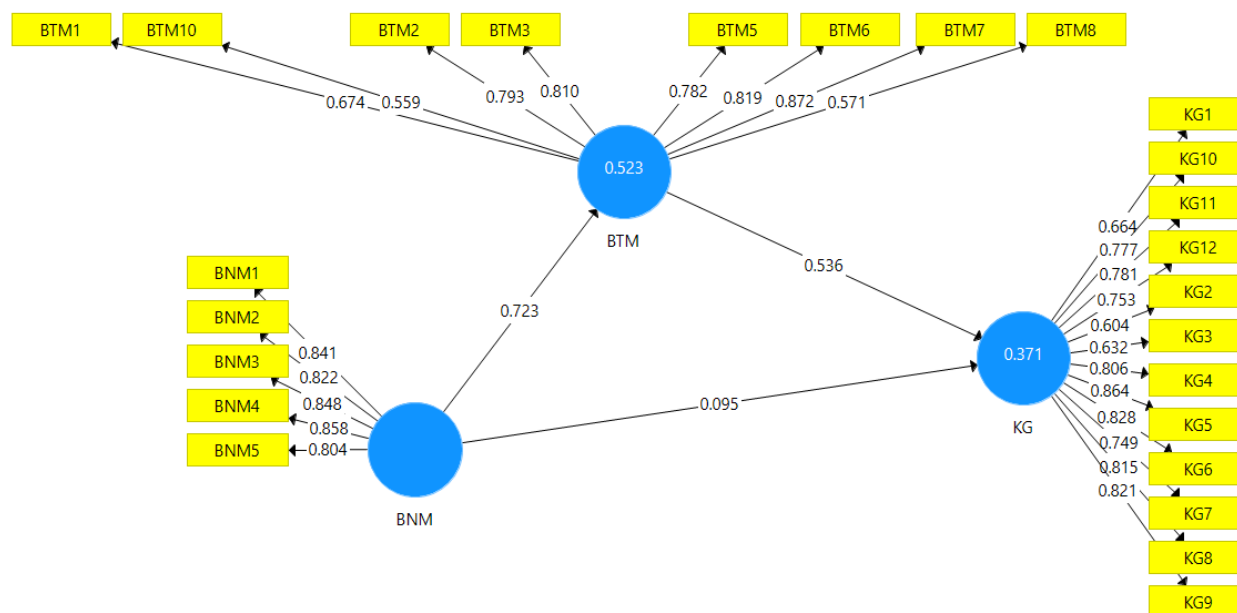 BTM1
BTM10
BTM2
BTM3
BTM5
BTM6
BTM7
BTM8
0.674
0.559
0.793
0.810
0.782
0.819
0.872
0.571
0.523
BTM
KG1
KG10
KG11
KG12
KG2
KG3
KG4
KG5
KG6
KG7
KG8
KG9
0.664
0.777
0.781
0.753
0.604
0.632
0.806
0.864
0.828
0.749
0.815
0.821
0.371
KG
0.536
0.723
0.095
BNM1
BNM2
BNM3
BNM4
BNM5
0.841
0.822
0.848
0.858
0.804
BNM